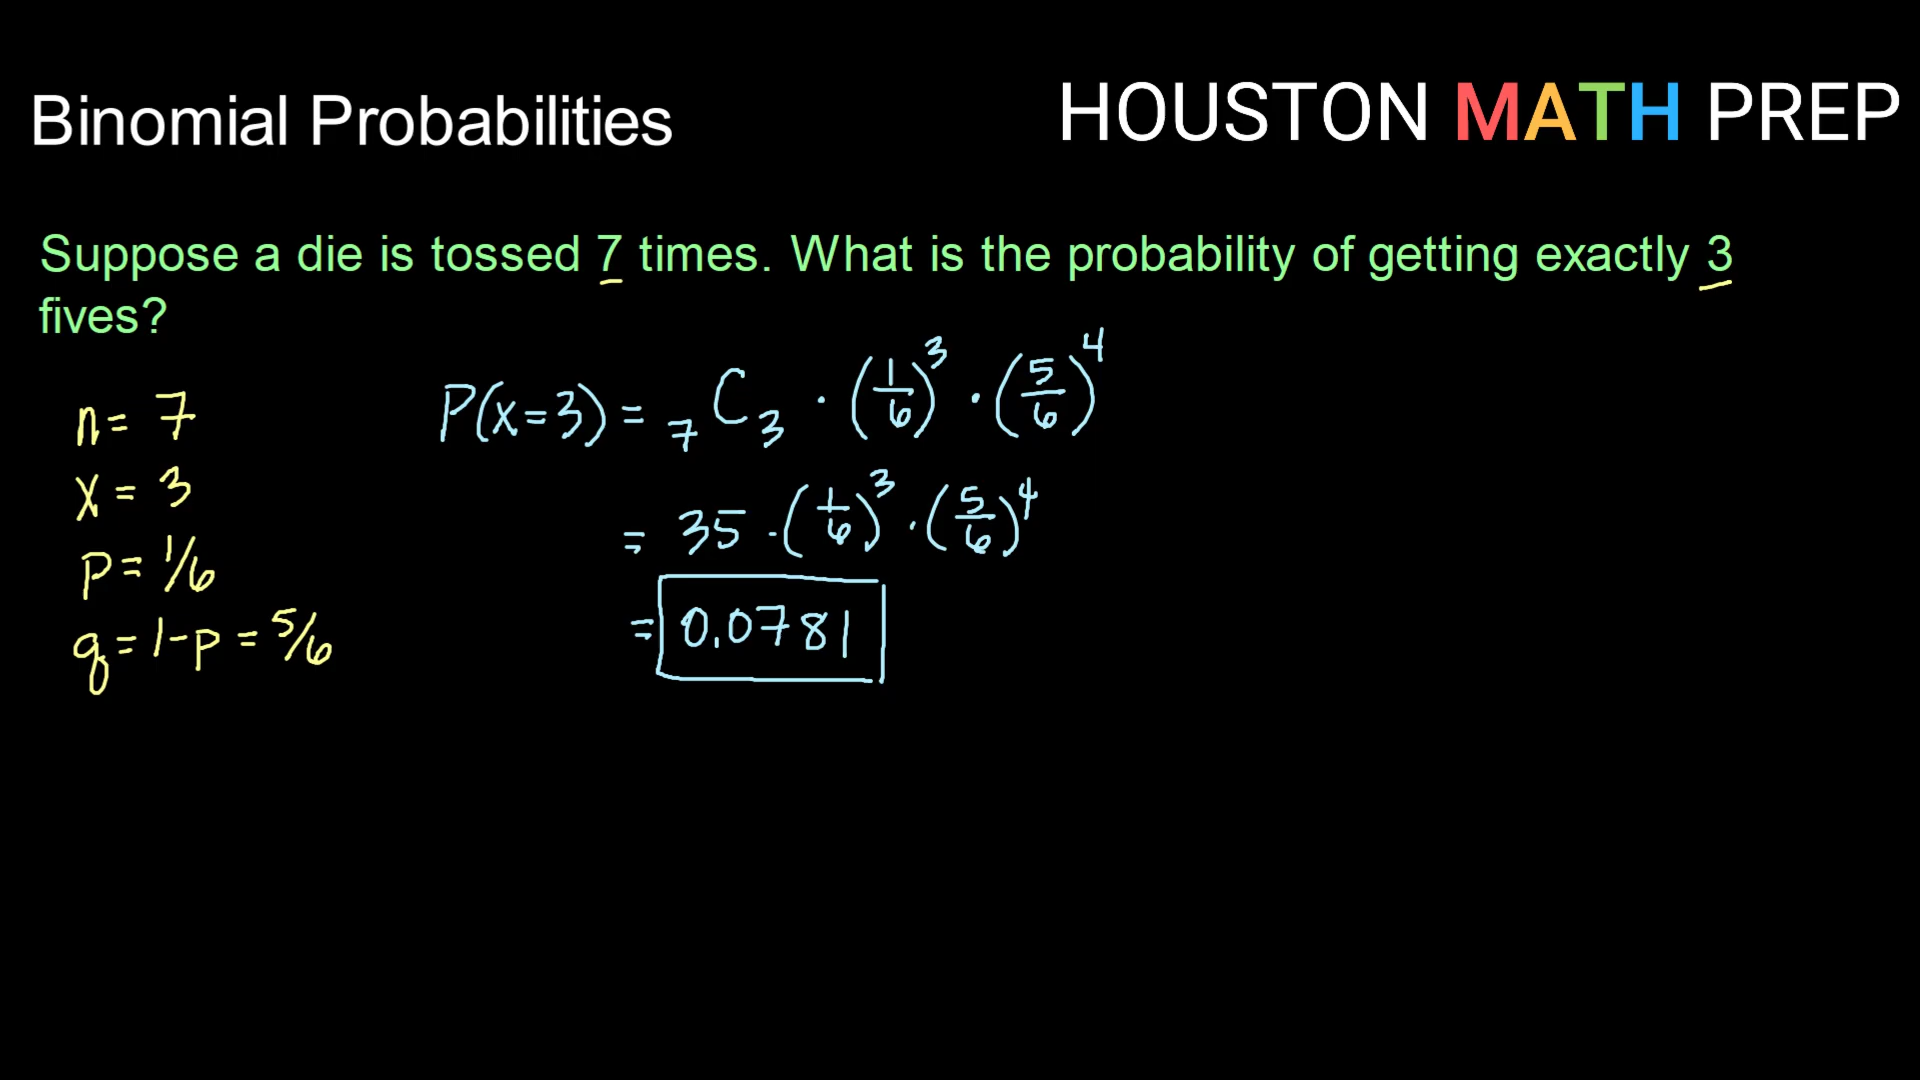 Binomial Probabilities
HOUSTON MATH PREP
Suppose a die is tossed 7 times. What is the probability of getting exactly 3
fives?
n = 7
x = 3
p = 1/6
q = 1 - p = 5/6
P(x = 3) = ₇C₃ · (1/6)³ · (5/6)⁴
= 35 · (1/6)³ · (5/6)⁴
= 0.0781